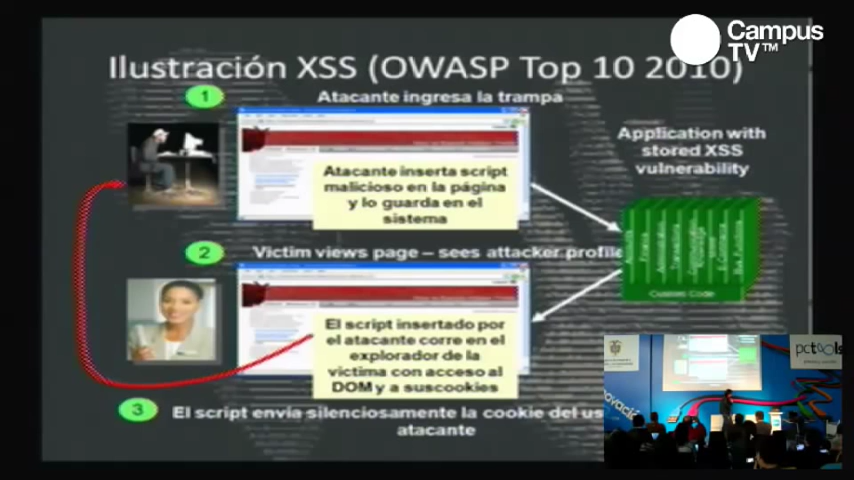 Campus
TV™
Ilustración XSS (OWASP Top 10 2010)
1
Atacante ingresa la trampa
Application with
stored XSS
vulnerability
Atacante inserta script
malicioso en la página
y lo guarda en el
sistema
2
Victim views page – sees attacker profile
Custom Code
El script insertado por
el atacante corre en el
explorador de la
victima con acceso al
DOM y a suscookies
pctools
3
El script envía silenciosamente la cookie del
atacante